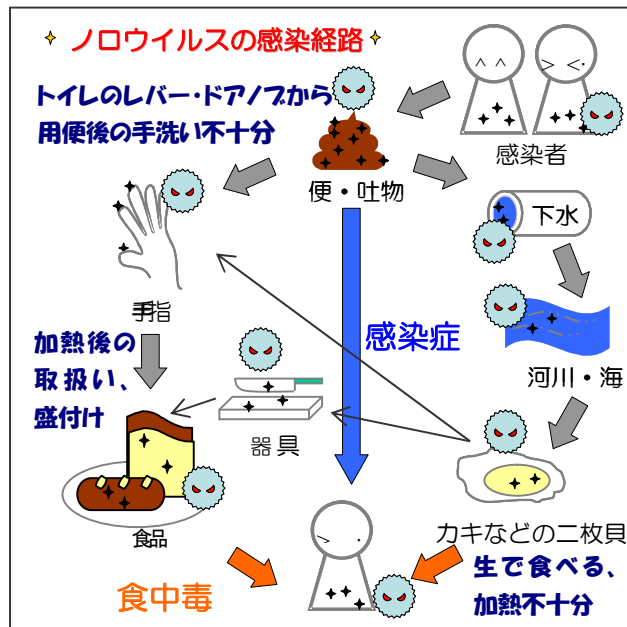 ノロウイルスの感染経路
トイレのレバー・ドアノブから
用便後の手洗い不十分
感染者
便・吐物
下水
手指
感染症
加熱後の
取扱い、
盛付け
河川・海
器具
食品
カキなどの二枚貝
生で食べる、
加熱不十分
食中毒